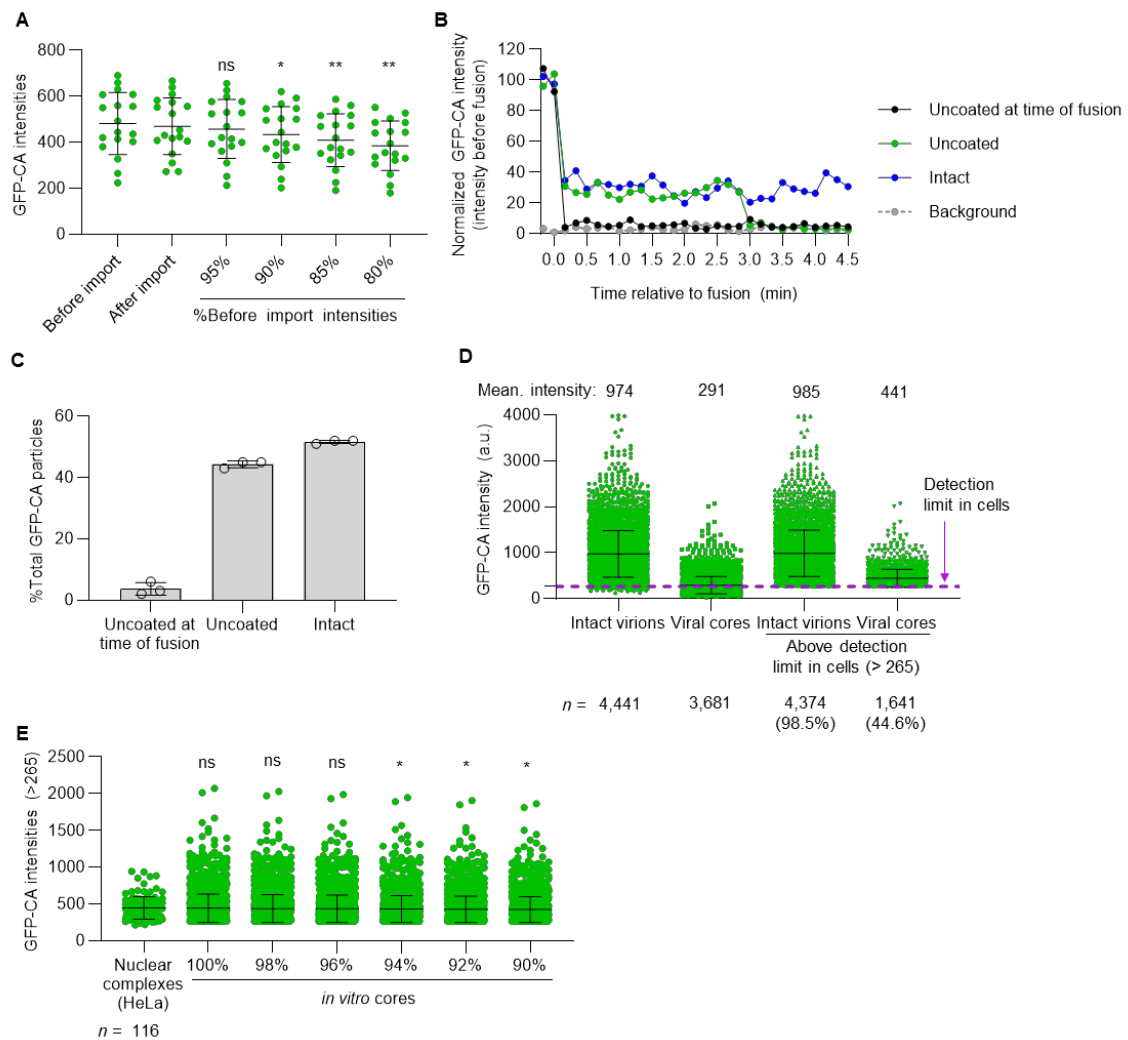 A
GFP-CA intensities
800
600
400
200
0
ns
*
**
**
Before import
After import
95%
90%
85%
80%
%Before import intensities
B
Normalized GFP-CA intensity
(intensity before fusion)
120
100
80
60
40
20
0
0.0 0.5 1.0 1.5 2.0 2.5 3.0 3.5 4.0 4.5
Time relative to fusion (min)
Uncoated at time of fusion
Uncoated
Intact
Background
C
%Total GFP-CA particles
60
40
20
0
Uncoated at
time of fusion
Uncoated
Intact
D
Mean. intensity: 974 291 985 441
GFP-CA intensity (a.u.)
4000
3000
2000
1000
0
Detection
limit in cells
Intact virions Viral cores Intact virions Viral cores
Above detection
limit in cells (> 265)
n = 4,441 3,681 4,374 1,641
(98.5%) (44.6%)
E
GFP-CA intensities (>265)
2500
2000
1500
1000
500
0
ns
ns
ns
*
*
*
Nuclear
complexes
(HeLa)
100% 98% 96% 94% 92% 90%
in vitro cores
n = 116